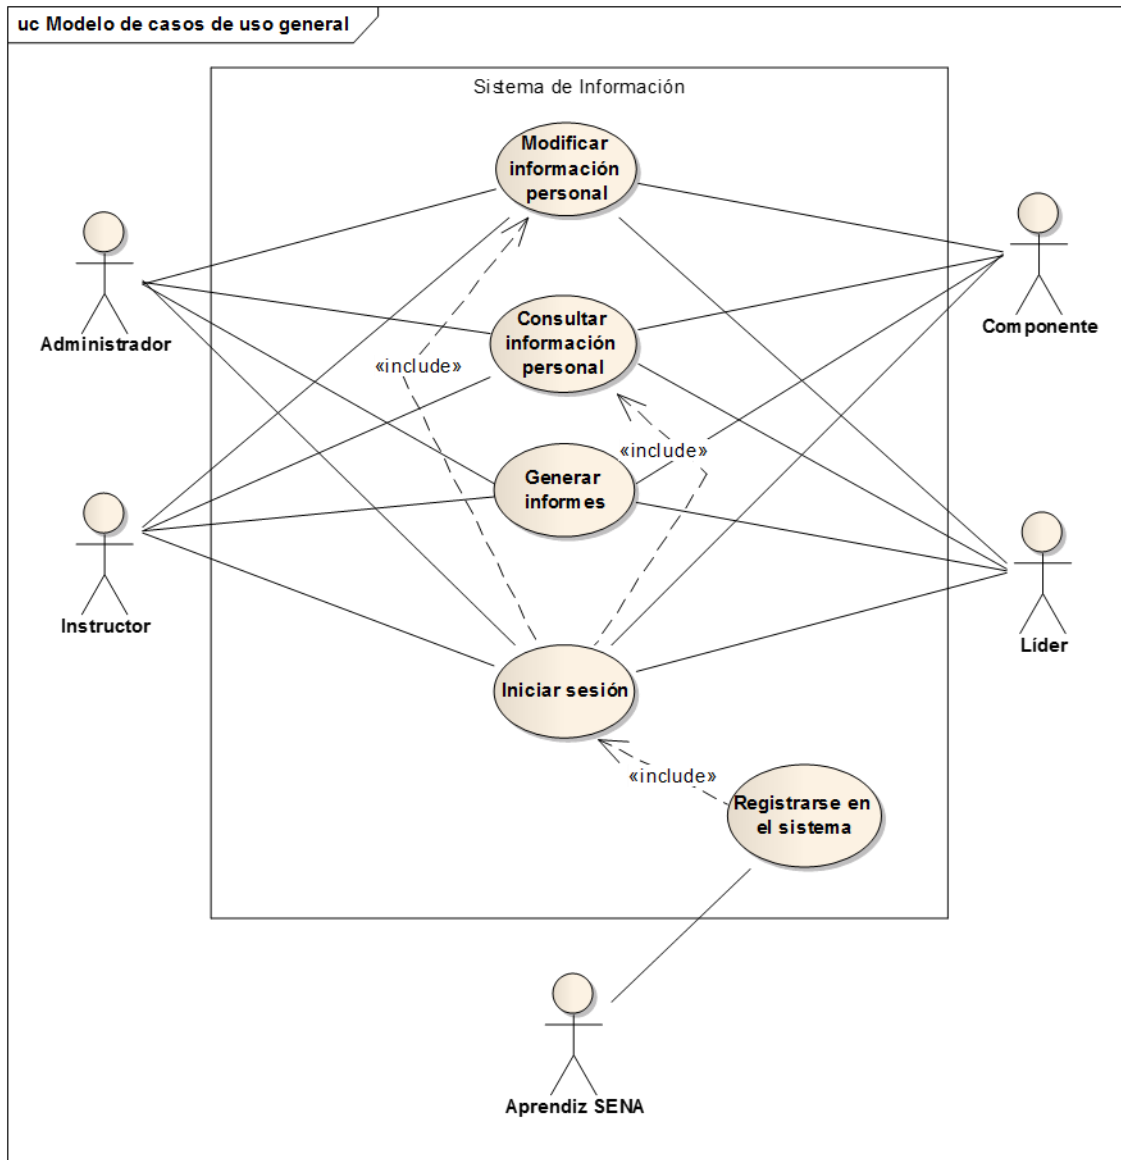 uc Modelo de casos de uso general
Sistema de Información
Modificar
información
personal
Administrador
Componente
Consultar
información
personal
«include»
«include»
Generar
informes
Instructor
Líder
Iniciar sesión
«include»
Registrarse en
el sistema
Aprendiz SENA